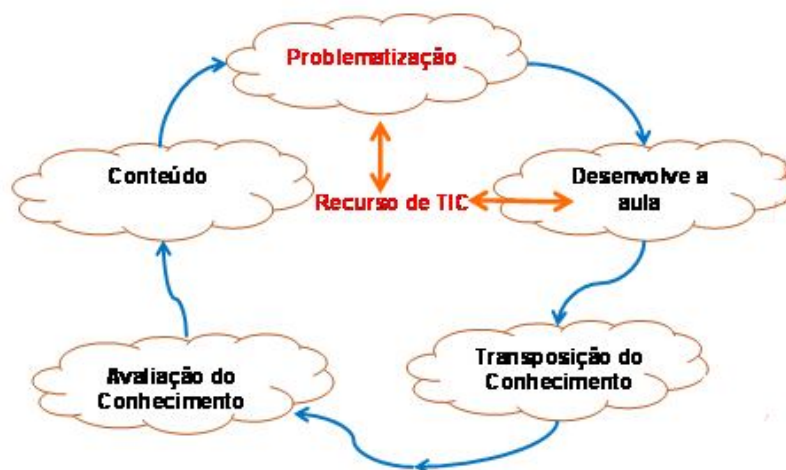 Problematização
Conteúdo
Recurso de TIC
Desenvolve a
aula
Avaliação do
Conhecimento
Transposição do
Conhecimento